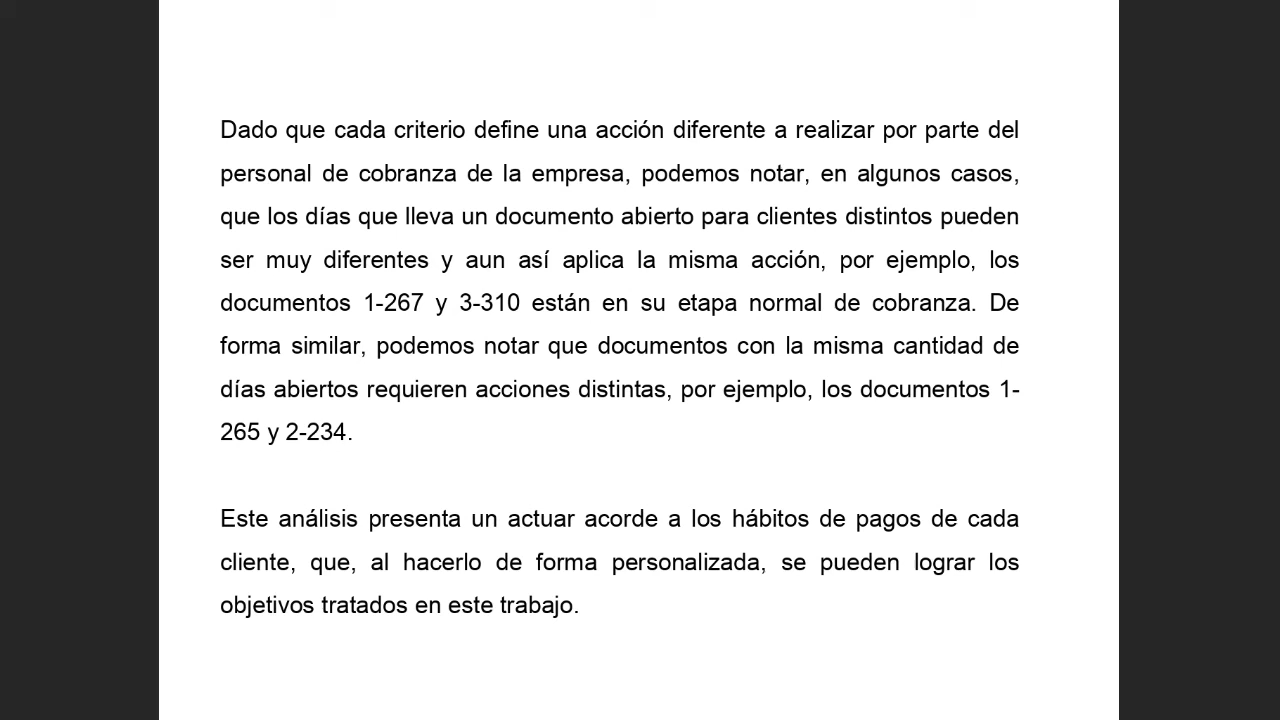 Dado que cada criterio define una acción diferente a realizar por parte del
personal de cobranza de la empresa, podemos notar, en algunos casos,
que los días que lleva un documento abierto para clientes distintos pueden
ser muy diferentes y aun así aplica la misma acción, por ejemplo, los
documentos 1-267 y 3-310 están en su etapa normal de cobranza. De
forma similar, podemos notar que documentos con la misma cantidad de
días abiertos requieren acciones distintas, por ejemplo, los documentos 1-
265 y 2-234.
Este análisis presenta un actuar acorde a los hábitos de pagos de cada
cliente, que, al hacerlo de forma personalizada, se pueden lograr los
objetivos tratados en este trabajo.